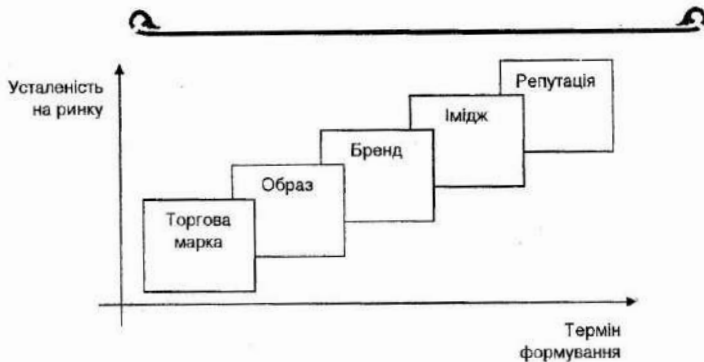 Усталеність
на ринку
Репутація
Імідж
Бренд
Образ
Торгова
марка
Термін
формування